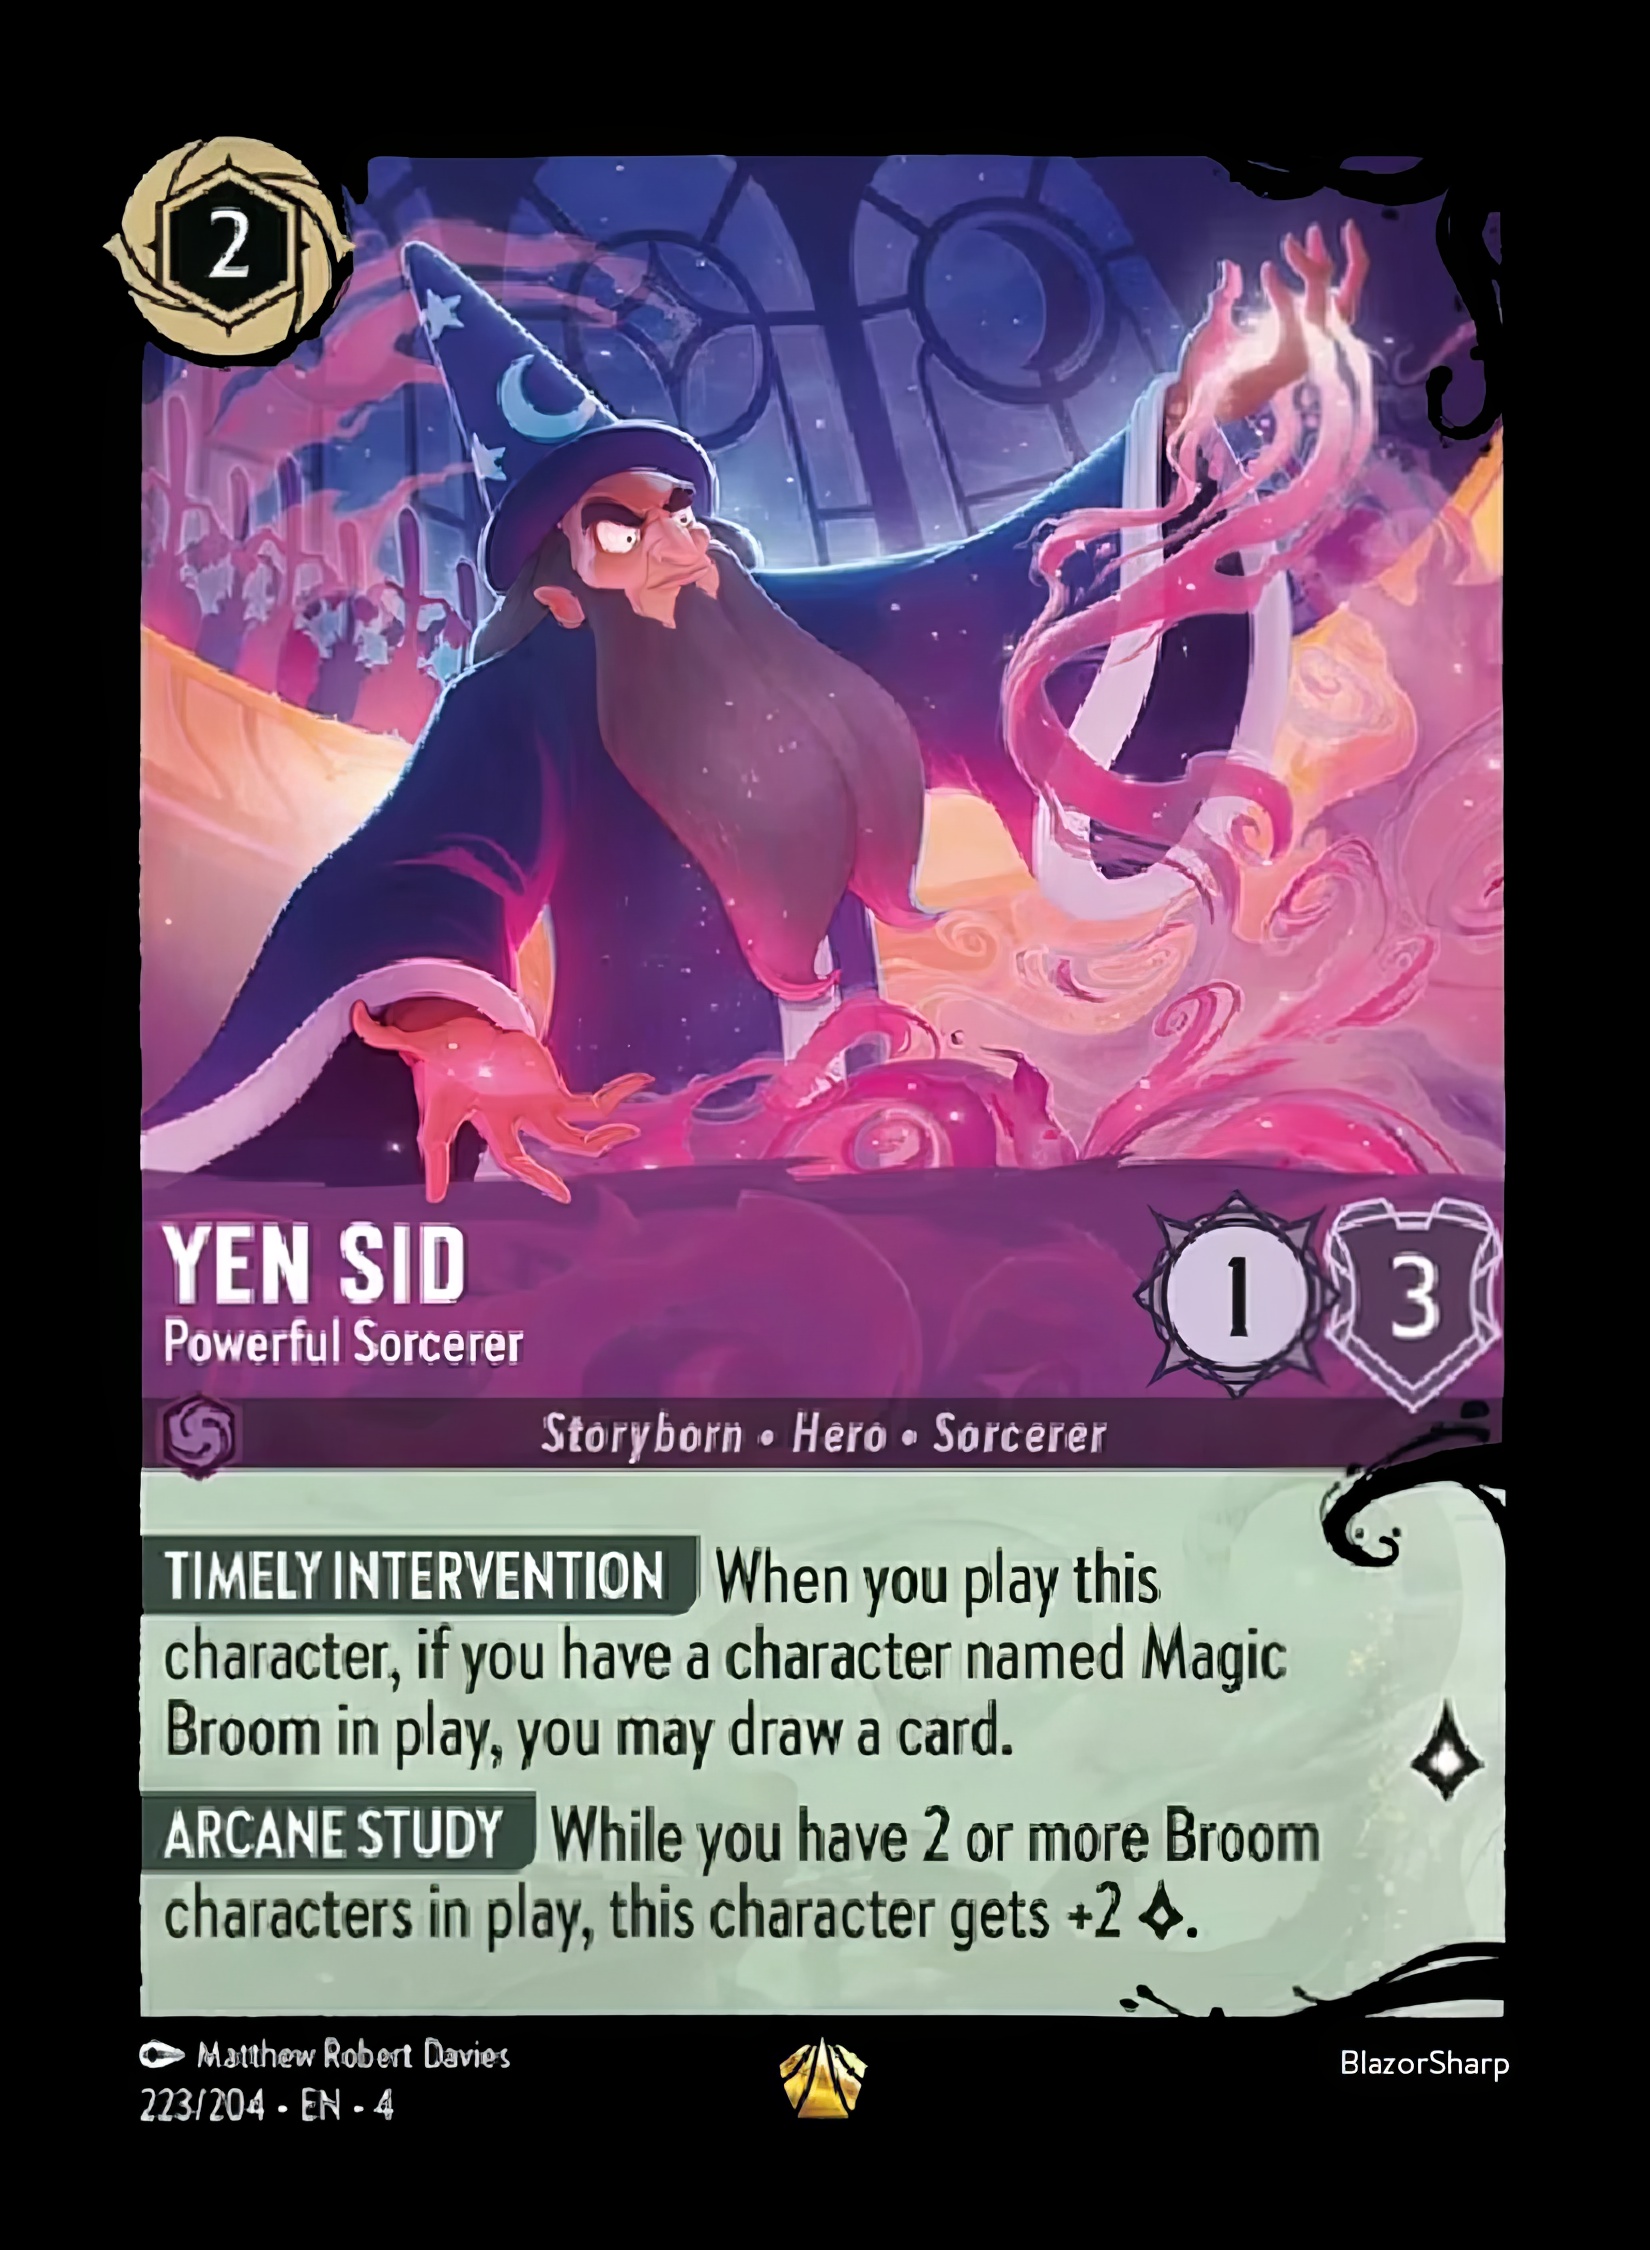 2
YEN SID
Powerful Sorcerer
1
3
Storyborn • Hero • Sorcerer
TIMELY INTERVENTION When you play this
character, if you have a character named Magic
Broom in play, you may draw a card.
ARCANE STUDY While you have 2 or more Broom
characters in play, this character gets +2 .
Matthew Robert Davies
223/204 • EN • 4
BlazorSharp